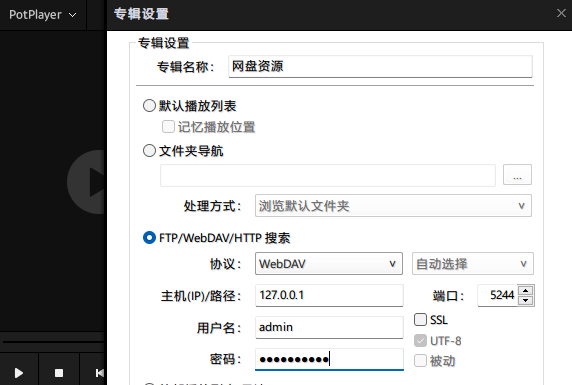 PotPlayer
专辑设置
专辑设置
专辑名称： 网盘资源
默认播放列表
记忆播放位置
文件夹导航
...
处理方式： 浏览默认文件夹
FTP/WebDAV/HTTP 搜索
协议： WebDAV 自动选择
主机(IP)/路径： 127.0.0.1 端口： 5244
用户名： admin SSL
UTF-8
密码： ●●●●●●●●●● 被动